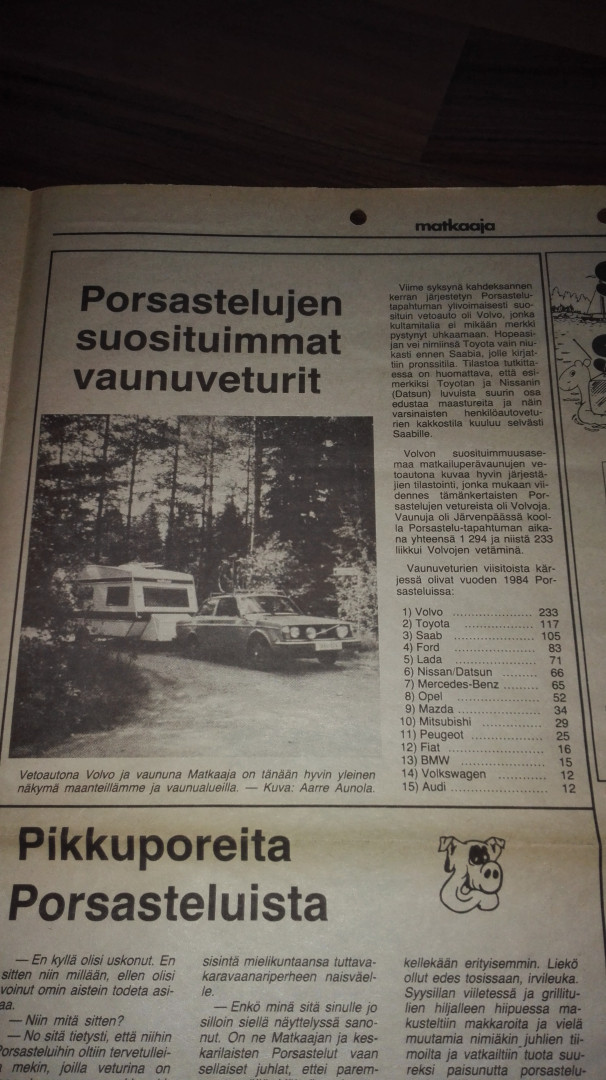 matkaaja
Porsastelujen
suosituimmat
vaunuveturit
Viime syksynä kahdeksannen
kerran järjestetyn Porsastelu-
tapahtuman ylivoimaisesti suo-
situin vetoauto oli Volvo, jonka
kultamitalia ei mikään merkki
pystynyt uhkaamaan. Hopeasi-
jan vei nimiinsä Toyota vain niu-
kasti ennen Saabia, jolle kirjat-
tiin pronssitila. Tilastoa tutkitta-
essa on huomattava, että esi-
merkiksi Toyotan ja Nissanin
(Datsun) luvuista suurin osa
edustaa maastureita ja näin
varsinaisten henkilöautovetu-
rien kakkostila kuuluu selvästi
Saabille.
Volvon suosituimmuusase-
maa matkailuperävaunujen ve-
toautona kuvaa hyvin järjestä-
jien tilastointi, jonka mukaan vii-
dennes tämänkertaisten Por-
sastelujen vetureista oli Volvoja.
Vaunuja oli Järvenpäässä kool-
la Porsastelu-tapahtuman aika-
na yhteensä 1 294 ja niistä 233
liikkui Volvojen vetäminä.
Vaunuveturien viisitoista kär-
jessä olivat vuoden 1984 Por-
sasteluissa:
1) Volvo .................... 233
2) Toyota .................... 117
3) Saab .................... 105
4) Ford .................... 83
5) Lada .................... 71
6) Nissan/Datsun ......... 66
7) Mercedes-Benz ......... 65
8) Opel .................... 52
9) Mazda .................... 34
10) Mitsubishi .............. 29
11) Peugeot ................. 25
12) Fiat .................... 16
13) BMW .................... 15
14) Volkswagen .............. 12
15) Audi .................... 12
Vetoautona Volvo ja vaununa Matkaaja on tänään hyvin yleinen
näkymä maanteillämme ja vaunualueilla. — Kuva: Aarre Aunola.
Pikkuporeita
Porsasteluista
— En kyllä olisi uskonut. En
sitten niin millään, ellen olisi
voinut omin aistein todeta asi-
aa.
— Niin mitä sitten?
— No sitä tietysti, että niihin
Porsasteluihin oltiin tervetullei-
mekin, joilla veturina on
sisintä mielikuntaansa tuttava-
karavaanariperheen naisväel-
le.
— Enkö minä sitä sinulle jo
silloin siellä näyttelyssä sano-
nut. On ne Matkaajan ja kes-
karilaisten Porsastelut vaan
sellaiset juhlat, ettei parem-
kellekään erityisemmin. Liekö
ollut edes tosissaan, irvileuka.
Syysillan viiletessä ja grillitu-
lien hiljalleen hiipuessa ma-
kusteltiin makkaroita ja vielä
muutamia nimiäkin juhlien tii-
moilta ja vatkailtiin tuota suu-
reksi paisunutta porsastelu-